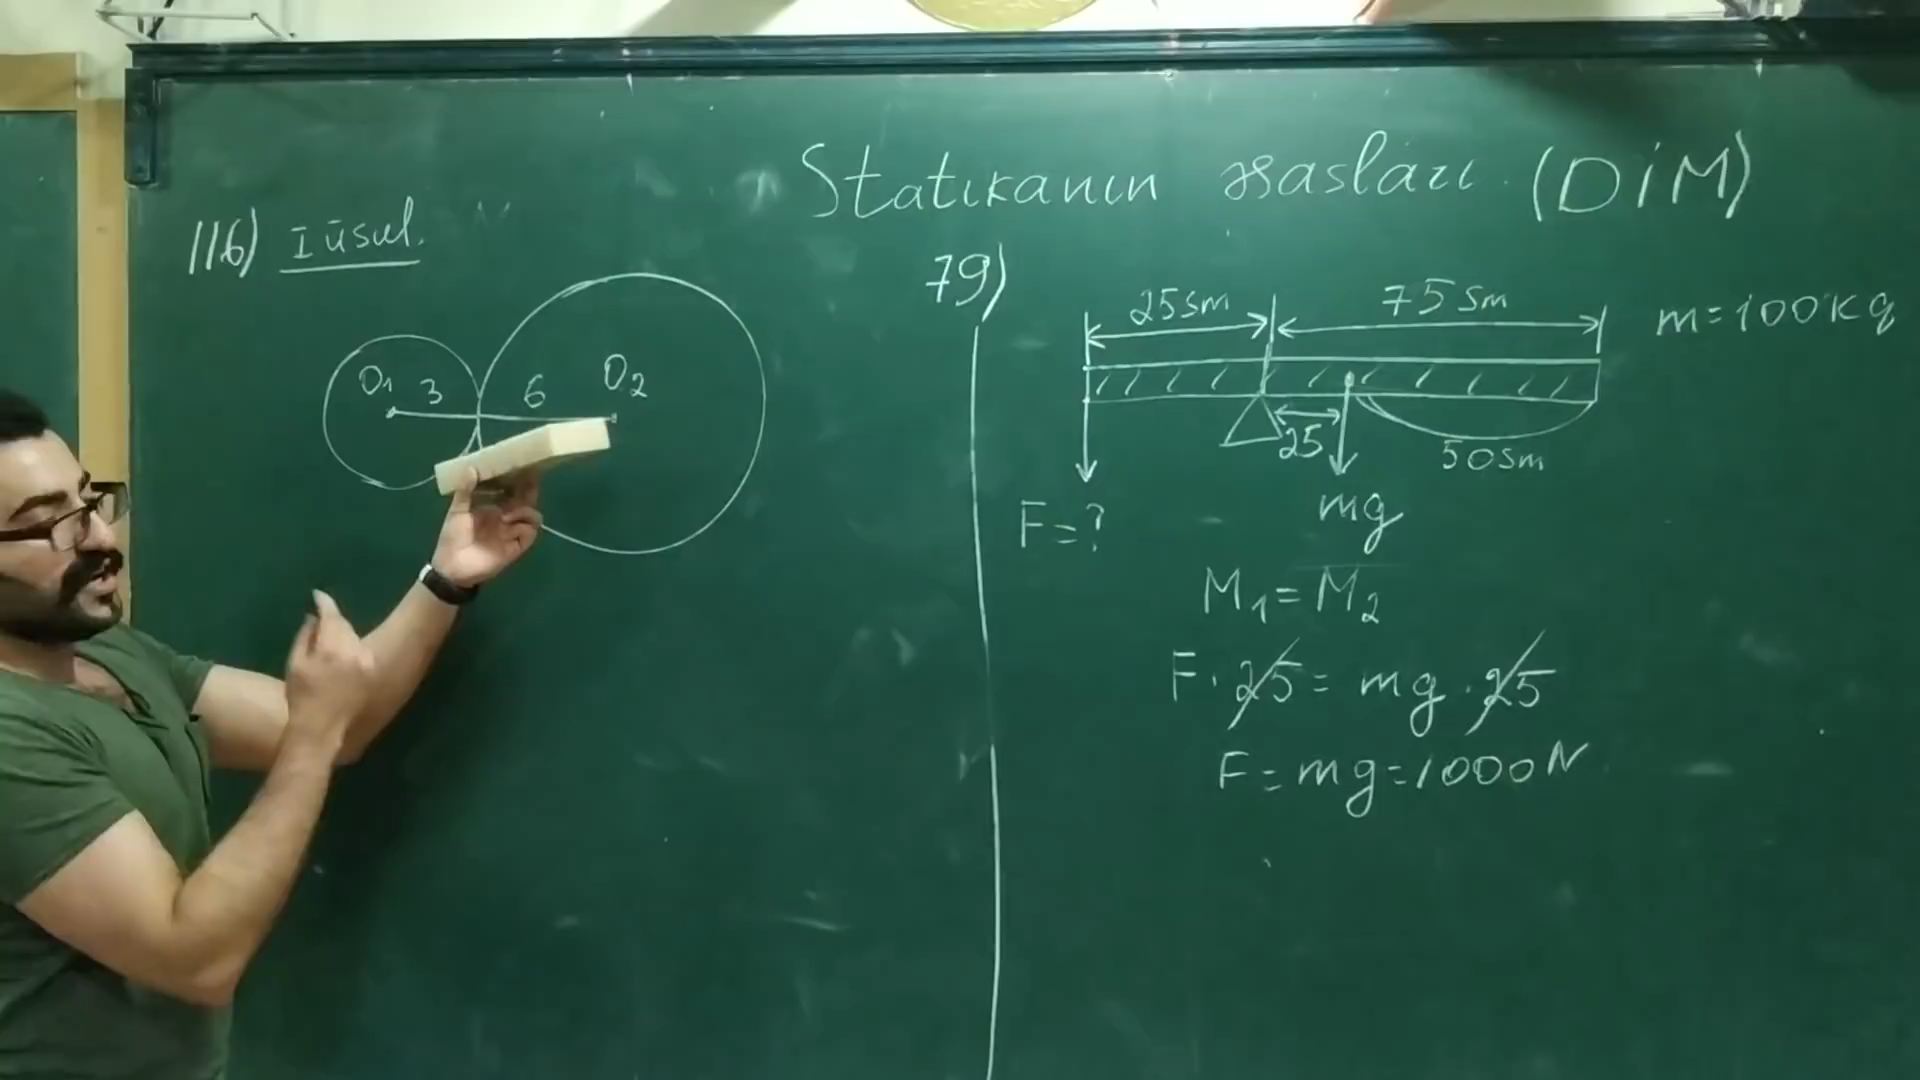 Statikanın əsasları (DİM)
116) I üsul.
O₁ 3 6 O₂
79)
25sm 75sm m=100kq
25 50sm
F=? mg
M₁=M₂
F·25=mg·25
F=mg=1000N